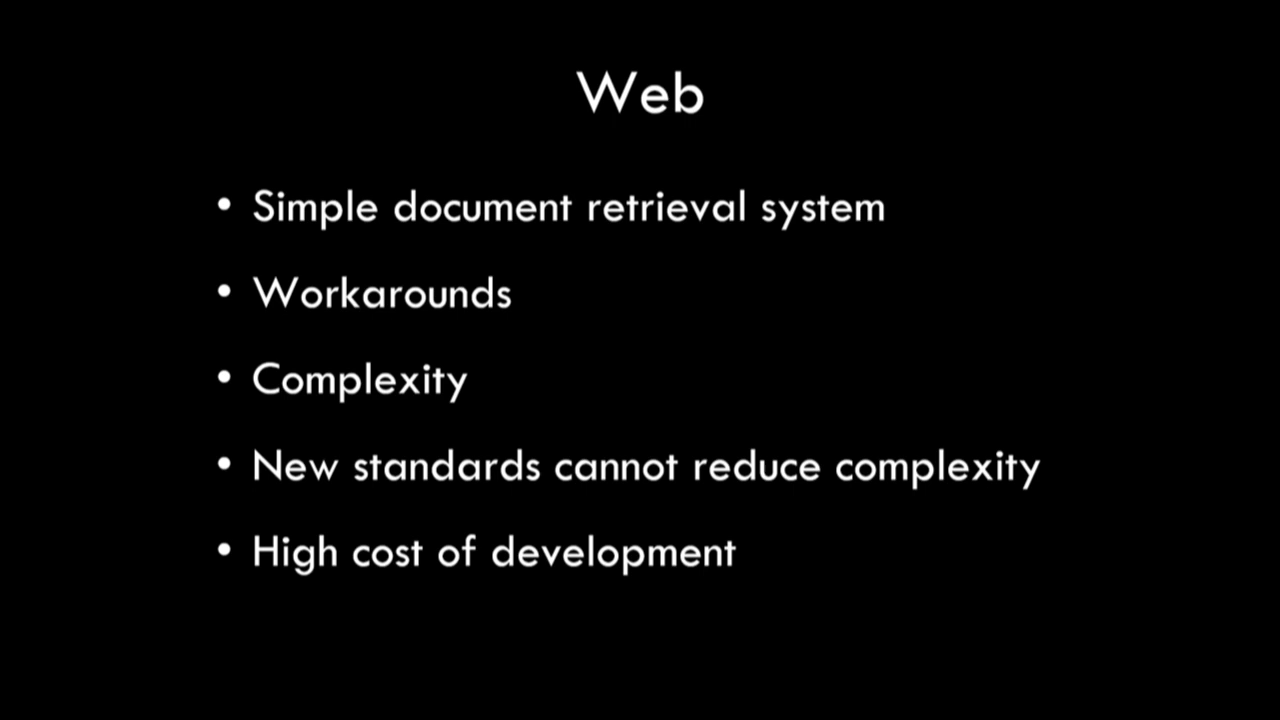 Web
• Simple document retrieval system
• Workarounds
• Complexity
• New standards cannot reduce complexity
• High cost of development